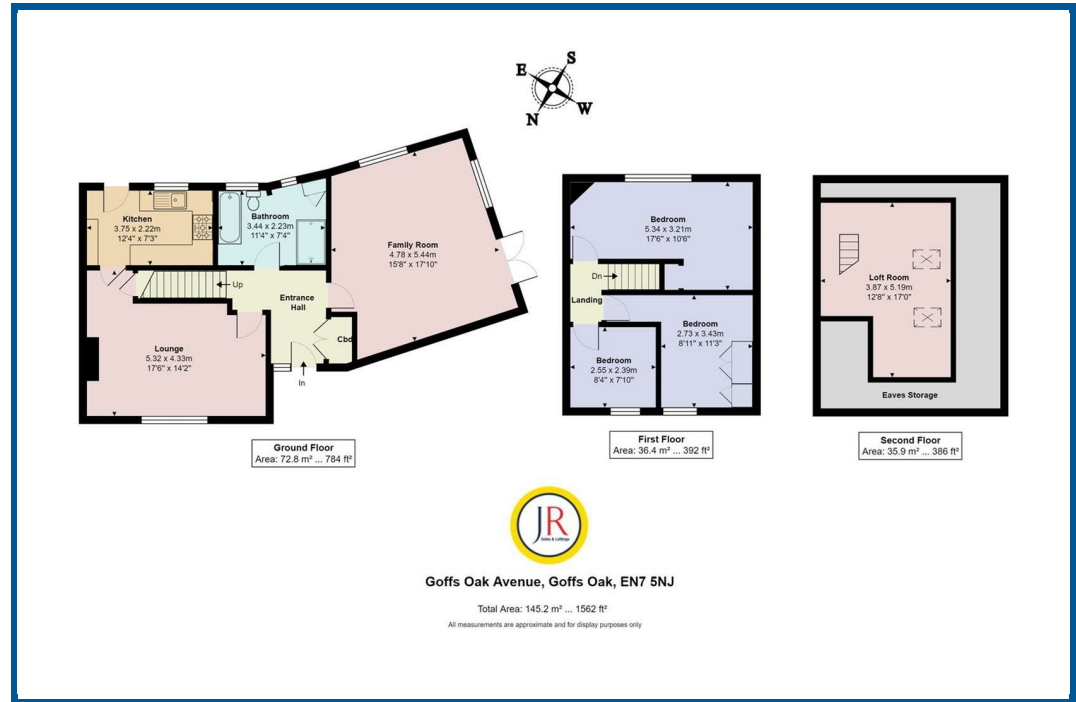 S
E
W
N
Kitchen
3.75 x 2.22m
12'4" x 7'3"
Bathroom
3.44 x 2.23m
11'4" x 7'4"
Family Room
4.78 x 5.44m
15'8" x 17'10"
Up
Entrance
Hall
Cbd
Lounge
5.32 x 4.33m
17'6" x 14'2"
In
Ground Floor
Area: 72.8 m² ... 784 ft²
Bedroom
5.34 x 3.21m
17'6" x 10'6"
Dn
Landing
Bedroom
2.73 x 3.43m
8'11" x 11'3"
Bedroom
2.55 x 2.39m
8'4" x 7'10"
First Floor
Area: 36.4 m² ... 392 ft²
Loft Room
3.87 x 5.19m
12'8" x 17'0"
Eaves Storage
Second Floor
Area: 35.9 m² ... 386 ft²
JR
Sales & Lettings
Goffs Oak Avenue, Goffs Oak, EN7 5NJ
Total Area: 145.2 m² ... 1562 ft²
All measurements are approximate and for display purposes only